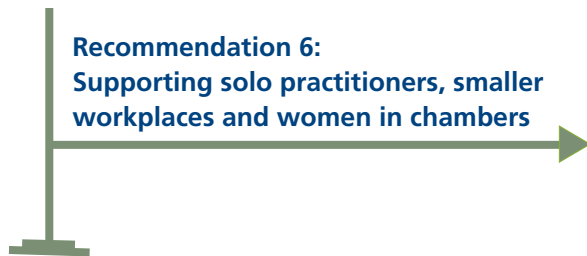 Recommendation 6:
Supporting solo practitioners, smaller
workplaces and women in chambers